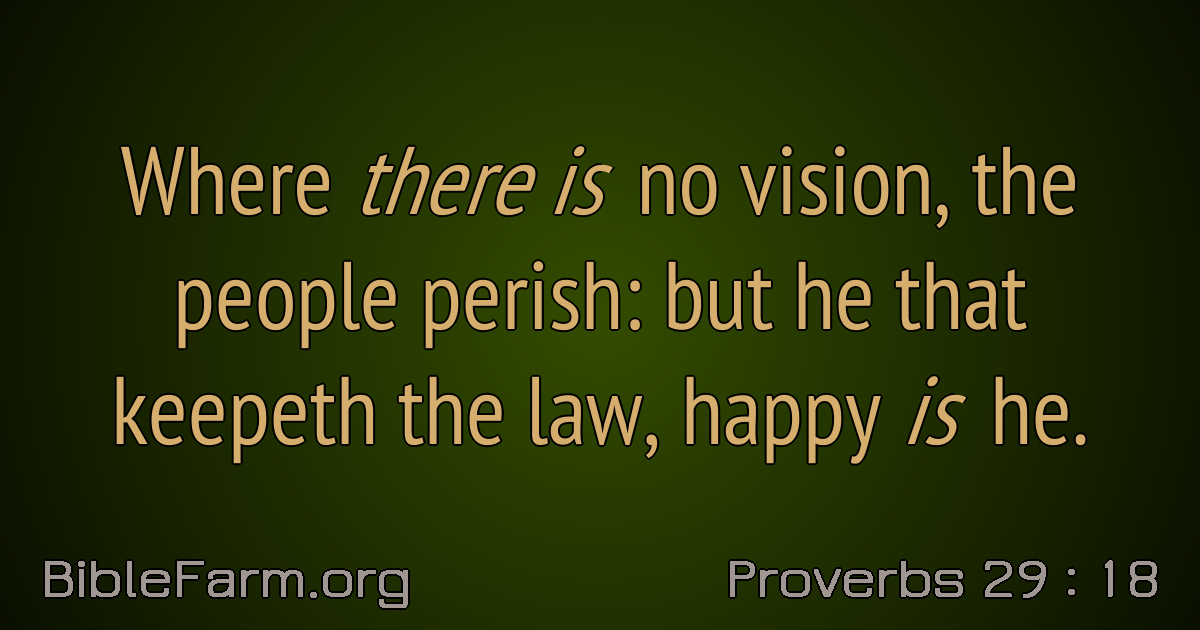 Where there is no vision, the
people perish: but he that
keepeth the law, happy is he.
BibleFarm.org
Proverbs 29 : 18